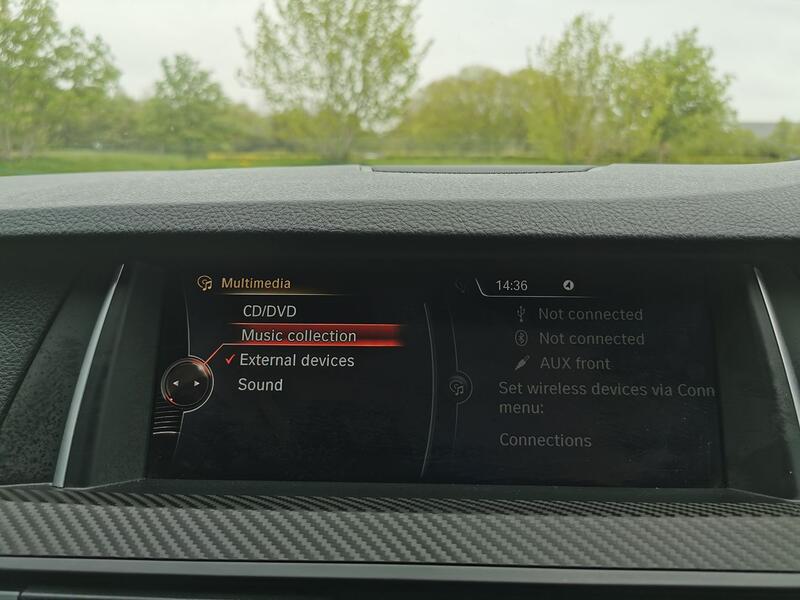 Multimedia
CD/DVD
Music collection
External devices
Sound
14:36
Not connected
Not connected
AUX front
Set wireless devices via Conn
menu:
Connections